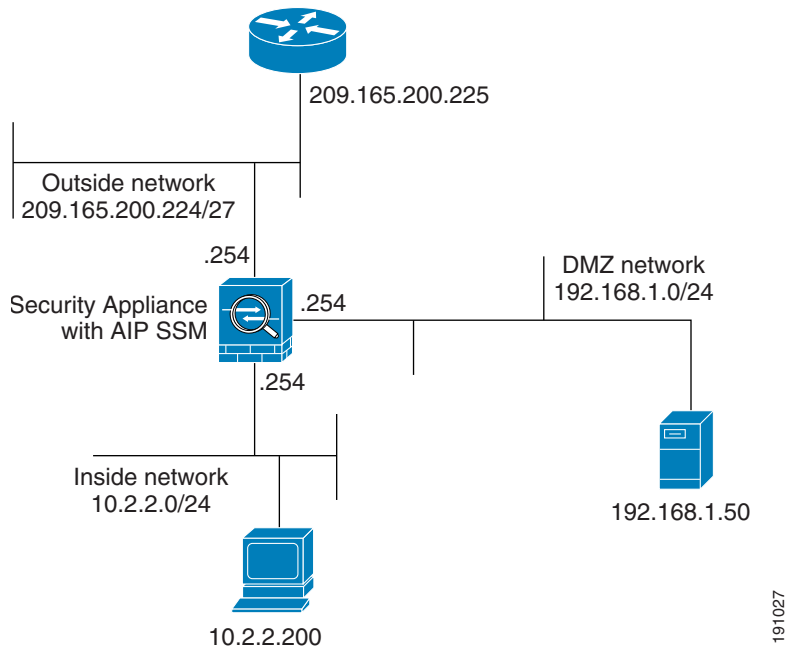 209.165.200.225
Outside network
209.165.200.224/27
.254
DMZ network
192.168.1.0/24
Security Appliance
with AIP SSM
.254
.254
Inside network
10.2.2.0/24
192.168.1.50
10.2.2.200
191027